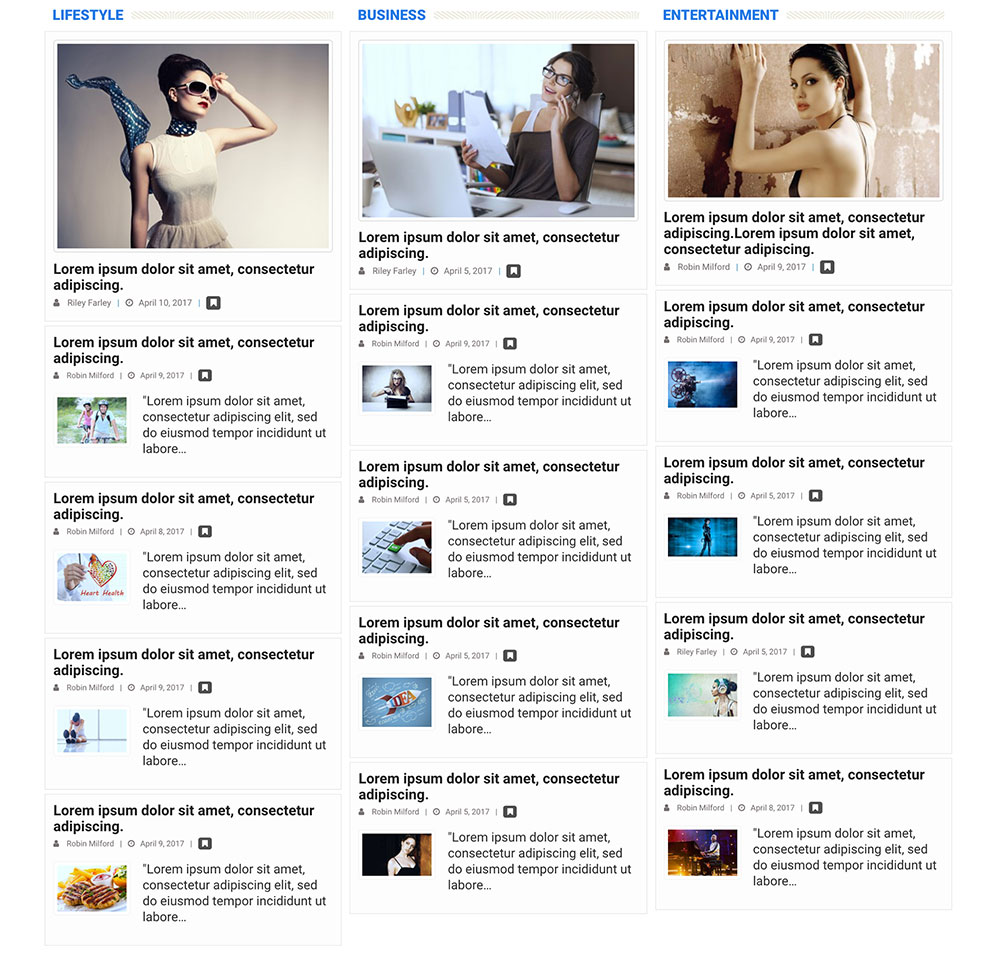 LIFESTYLE
Lorem ipsum dolor sit amet, consectetur
adipiscing.
Riley Farley | April 10, 2017 |
Lorem ipsum dolor sit amet, consectetur
adipiscing.
Robin Milford | April 9, 2017 |
"Lorem ipsum dolor sit amet,
consectetur adipiscing elit, sed
do eiusmod tempor incididunt ut
labore...
Lorem ipsum dolor sit amet, consectetur
adipiscing.
Robin Milford | April 8, 2017 |
Heart Health
"Lorem ipsum dolor sit amet,
consectetur adipiscing elit, sed
do eiusmod tempor incididunt ut
labore...
Lorem ipsum dolor sit amet, consectetur
adipiscing.
Robin Milford | April 9, 2017 |
"Lorem ipsum dolor sit amet,
consectetur adipiscing elit, sed
do eiusmod tempor incididunt ut
labore...
Lorem ipsum dolor sit amet, consectetur
adipiscing.
Robin Milford | April 9, 2017 |
"Lorem ipsum dolor sit amet,
consectetur adipiscing elit, sed
do eiusmod tempor incididunt ut
labore...
BUSINESS
Lorem ipsum dolor sit amet, consectetur
adipiscing.
Riley Farley | April 5, 2017 |
Lorem ipsum dolor sit amet, consectetur
adipiscing.
Robin Milford | April 9, 2017 |
"Lorem ipsum dolor sit amet,
consectetur adipiscing elit, sed
do eiusmod tempor incididunt ut
labore...
Lorem ipsum dolor sit amet, consectetur
adipiscing.
Robin Milford | April 5, 2017 |
"Lorem ipsum dolor sit amet,
consectetur adipiscing elit, sed
do eiusmod tempor incididunt ut
labore...
Lorem ipsum dolor sit amet, consectetur
adipiscing.
Robin Milford | April 5, 2017 |
IDEA
"Lorem ipsum dolor sit amet,
consectetur adipiscing elit, sed
do eiusmod tempor incididunt ut
labore...
Lorem ipsum dolor sit amet, consectetur
adipiscing.
Robin Milford | April 5, 2017 |
"Lorem ipsum dolor sit amet,
consectetur adipiscing elit, sed
do eiusmod tempor incididunt ut
labore...
ENTERTAINMENT
Lorem ipsum dolor sit amet, consectetur
adipiscing.Lorem ipsum dolor sit amet,
consectetur adipiscing.
Robin Milford | April 9, 2017 |
Lorem ipsum dolor sit amet, consectetur
adipiscing.
Robin Milford | April 9, 2017 |
"Lorem ipsum dolor sit amet,
consectetur adipiscing elit, sed
do eiusmod tempor incididunt ut
labore...
Lorem ipsum dolor sit amet, consectetur
adipiscing.
Robin Milford | April 5, 2017 |
"Lorem ipsum dolor sit amet,
consectetur adipiscing elit, sed
do eiusmod tempor incididunt ut
labore...
Lorem ipsum dolor sit amet, consectetur
adipiscing.
Riley Farley | April 5, 2017 |
"Lorem ipsum dolor sit amet,
consectetur adipiscing elit, sed
do eiusmod tempor incididunt ut
labore...
Lorem ipsum dolor sit amet, consectetur
adipiscing.
Robin Milford | April 8, 2017 |
"Lorem ipsum dolor sit amet,
consectetur adipiscing elit, sed
do eiusmod tempor incididunt ut
labore...